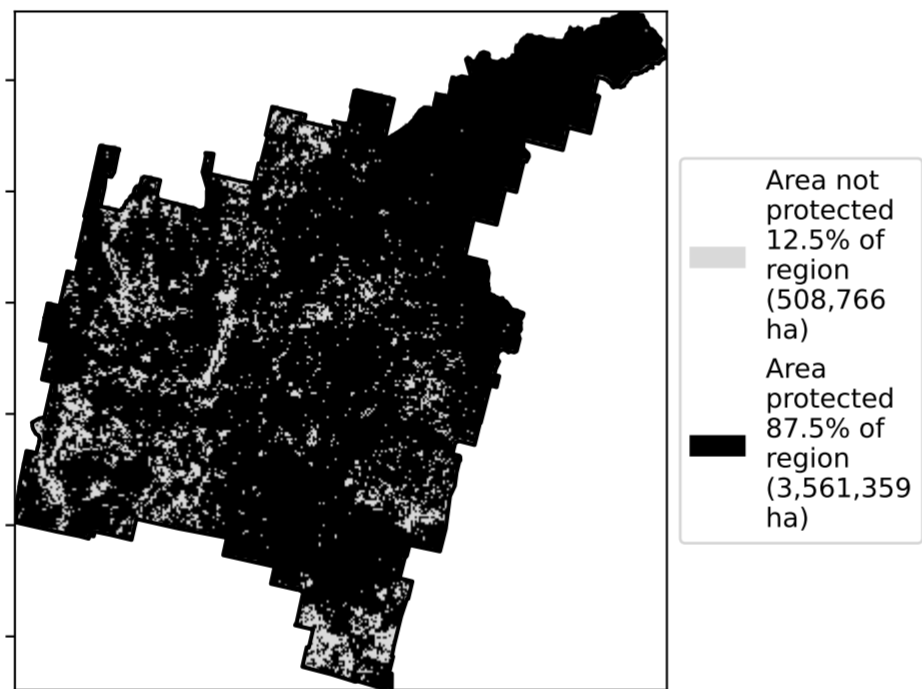 Area not
protected
12.5% of
region
(508,766
ha)
Area
protected
87.5% of
region
(3,561,359
ha)